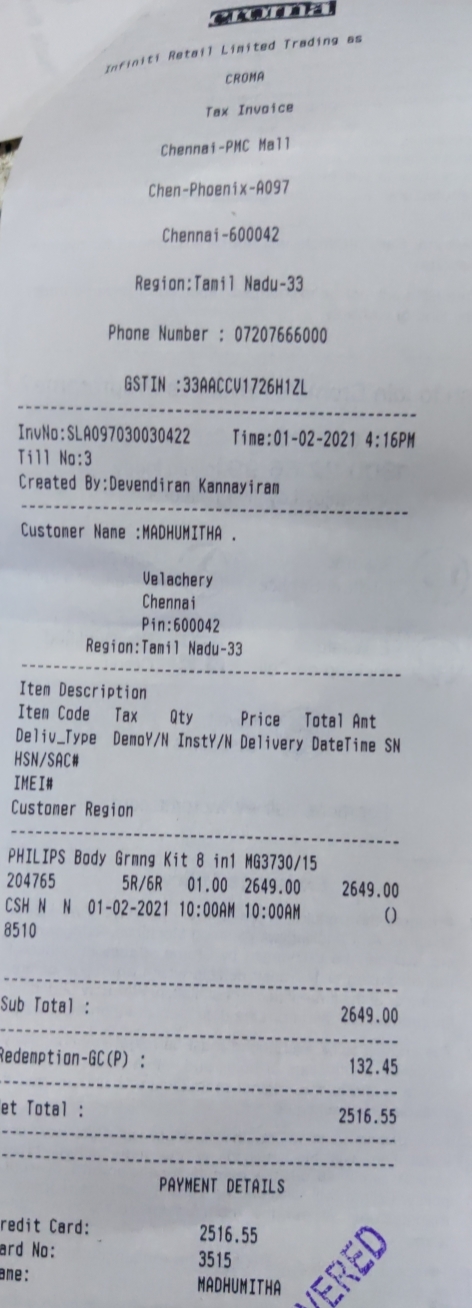 croma
Infiniti Retail Limited Trading as
CROMA
Tax Invoice
Chennai-PMC Mall
Chen-Phoenix-A097
Chennai-600042
Region:Tamil Nadu-33
Phone Number : 07207666000
GSTIN :33AACCV1726H1ZL
InvNo:SLA097030030422 Time:01-02-2021 4:16PM
Till No:3
Created By:Devendiran Kannayiram
Customer Name :MADHUMITHA .
Velachery
Chennai
Pin:600042
Region:Tamil Nadu-33
Item Description
Item Code Tax Qty Price Total Amt
Deliv_Type DemoY/N InstY/N Delivery DateTime SN
HSN/SAC#
IMEI#
Customer Region
PHILIPS Body Grmng Kit 8 in1 MG3730/15
204765 5R/6R 01.00 2649.00 2649.00
CSH N N 01-02-2021 10:00AM 10:00AM ()
8510
Sub Total : 2649.00
Redemption-GC(P) : 132.45
et Total : 2516.55
PAYMENT DETAILS
redit Card: 2516.55
ard No: 3515
ame: MADHUMITHA
VERED